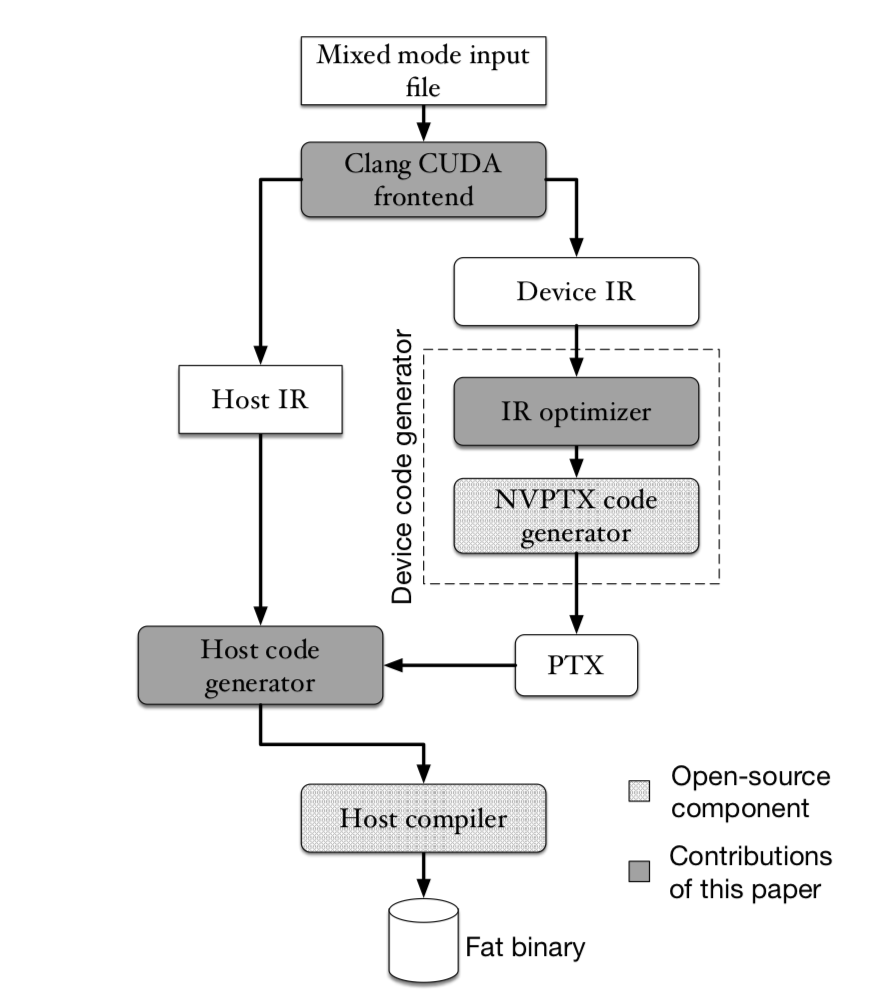 Mixed mode input
file
Clang CUDA
frontend
Device IR
Device code generator
Host IR
IR optimizer
NVPTX code
generator
Host code
generator
PTX
Open-source
component
Host compiler
Contributions
of this paper
Fat binary